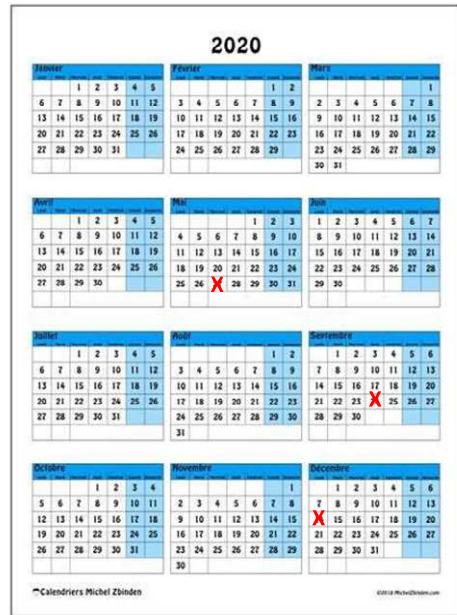 2020
Janvier
1 2 3 4 5
6 7 8 9 10 11 12
13 14 15 16 17 18 19
20 21 22 23 24 25 26
27 28 29 30 31
Février
1 2
3 4 5 6 7 8 9
10 11 12 13 14 15 16
17 18 19 20 21 22 23
24 25 26 27 28 29
Mars
1
2 3 4 5 6 7 8
9 10 11 12 13 14 15
16 17 18 19 20 21 22
23 24 25 26 27 28 29
30 31
Avril
1 2 3 4 5
6 7 8 9 10 11 12
13 14 15 16 17 18 19
20 21 22 23 24 25 26
27 28 29 30
Mai
1 2 3
4 5 6 7 8 9 10
11 12 13 14 15 16 17
18 19 20 21 22 23 24
25 26 X 28 29 30 31
Juin
1 2 3 4 5 6 7
8 9 10 11 12 13 14
15 16 17 18 19 20 21
22 23 24 25 26 27 28
29 30
Juillet
1 2 3 4 5
6 7 8 9 10 11 12
13 14 15 16 17 18 19
20 21 22 23 24 25 26
27 28 29 30 31
Août
1 2
3 4 5 6 7 8 9
10 11 12 13 14 15 16
17 18 19 20 21 22 23
24 25 26 27 28 29 30
31
Septembre
1 2 3 4 5 6
7 8 9 10 11 12 13
14 15 16 17 18 19 20
21 22 23 X 25 26 27
28 29 30
Octobre
1 2 3 4
5 6 7 8 9 10 11
12 13 14 15 16 17 18
19 20 21 22 23 24 25
26 27 28 29 30 31
Novembre
1
2 3 4 5 6 7 8
9 10 11 12 13 14 15
16 17 18 19 20 21 22
23 24 25 26 27 28 29
30
Décembre
1 2 3 4 5 6
7 8 9 10 11 12 13
X 15 16 17 18 19 20
21 22 23 24 25 26 27
28 29 30 31
Calendriers Michel Zbinden
©2018 MichelZbinden.com